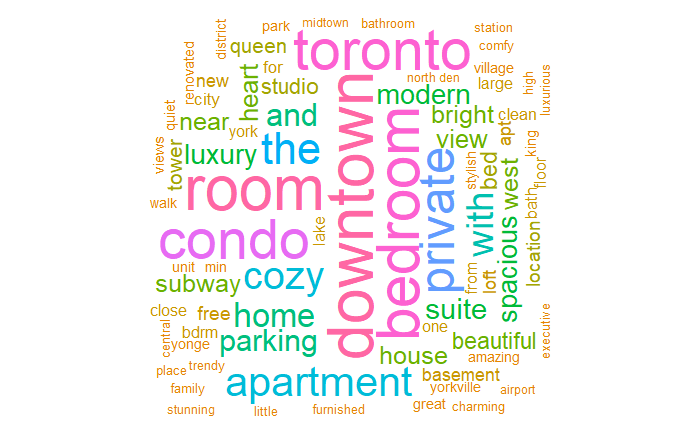 midtown
bathroom
park
station
district
queen
toronto
comfy
renovated
new
for
north
den
village
heart
studio
modern
large
high
luxurious
city
quiet
near
york
and
bright
clean
apt
king
views
tower
luxury
the
downtown
bedroom
private
view
stylish
bed
west
floor
walk
room
with
bath
condo
lake
spacious
location
unit
min
cozy
from
loft
subway
close
free
home
suite
one
executive
central
bdrm
yonge
parking
house
beautiful
place
trendy
amazing
family
apartment
basement
yorkville
airport
stunning
little
furnished
great
charming